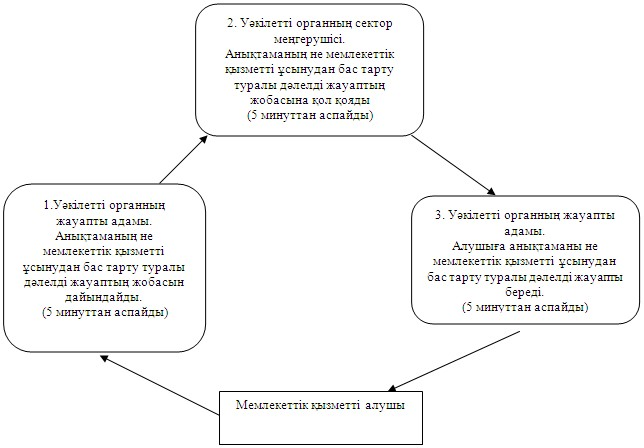 2. Уәкілетті органның сектор
меңгерушісі.
Анықтаманың не мемлекеттік
қызметті ұсынудан бас тарту
туралы дәлелді жауаптың
жобасына қол қояды
(5 минуттан аспайды)
1.Уәкілетті органның
жауапты адамы.
Анықтаманың не
мемлекеттік қызметті
ұсынудан бас тарту туралы
дәлелді жауаптың жобасын
дайындайды.
(5 минуттан аспайды)
3. Уәкілетті органның жауапты
адамы.
Алушыға анықтаманы не
мемлекеттік қызметті ұсынудан
бас тарту туралы дәлелді жауапты
береді.
(5 минуттан аспайды)
Мемлекеттік қызметті алушы